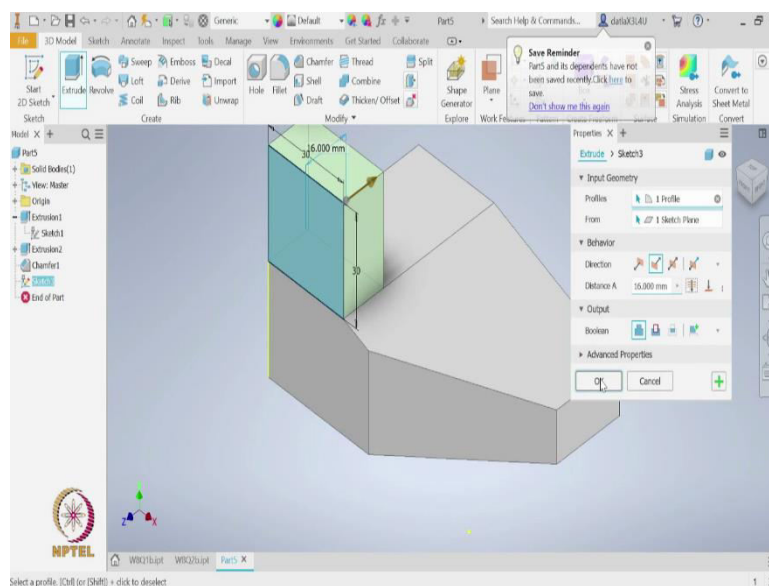 Generic Default fx Part5 Search Help & Commands... datlaX3L4U
File 3D Model Sketch Annotate Inspect Tools Manage View Environments Get Started Collaborate
Start 2D Sketch
Extrude
Revolve
Sweep Emboss Decal
Loft Derive Import
Coil Rib Unwrap
Hole
Fillet
Chamfer Thread Split
Shell Combine
Draft Thicken/ Offset
Shape Generator
Plane
Stress Analysis
Convert to Sheet Metal
Sketch Create Modify Explore Work Simulation Convert
Save Reminder
Part5 and its dependents have not
been saved recently.Click here to
save.
Don't show me this again
Model
Part5
Solid Bodies(1)
View: Master
Origin
Extrusion1
Sketch1
Extrusion2
Chamfer1
Sketch3
End of Part
16.000 mm
30
30
Properties
Extrude > Sketch3
Input Geometry
Profiles 1 Profile
From 1 Sketch Plane
Behavior
Direction
Distance A 16.000 mm
Output
Boolean
Advanced Properties
OK Cancel
Z X
NPTEL
WBQ1b.ipt WBQ2b.ipt Part5 X
Select a profile. [Ctrl] (or [Shift]) + click to deselect 1